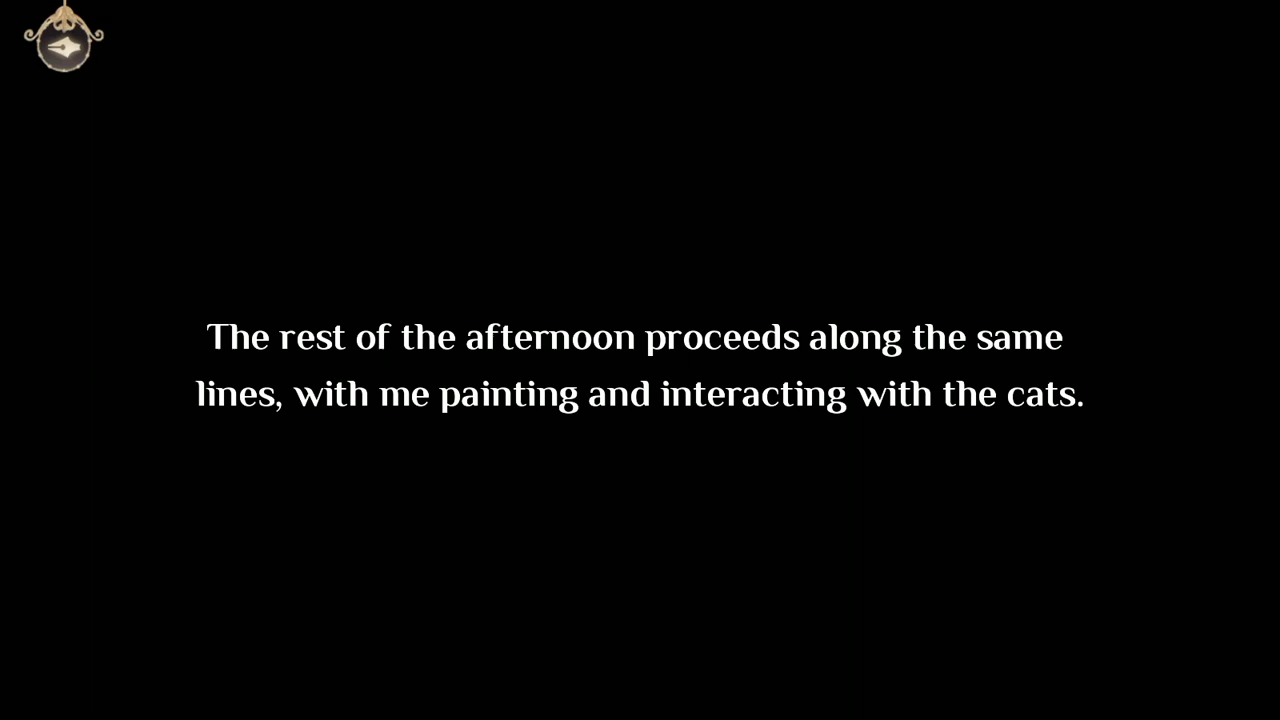 The rest of the afternoon proceeds along the same
lines, with me painting and interacting with the cats.